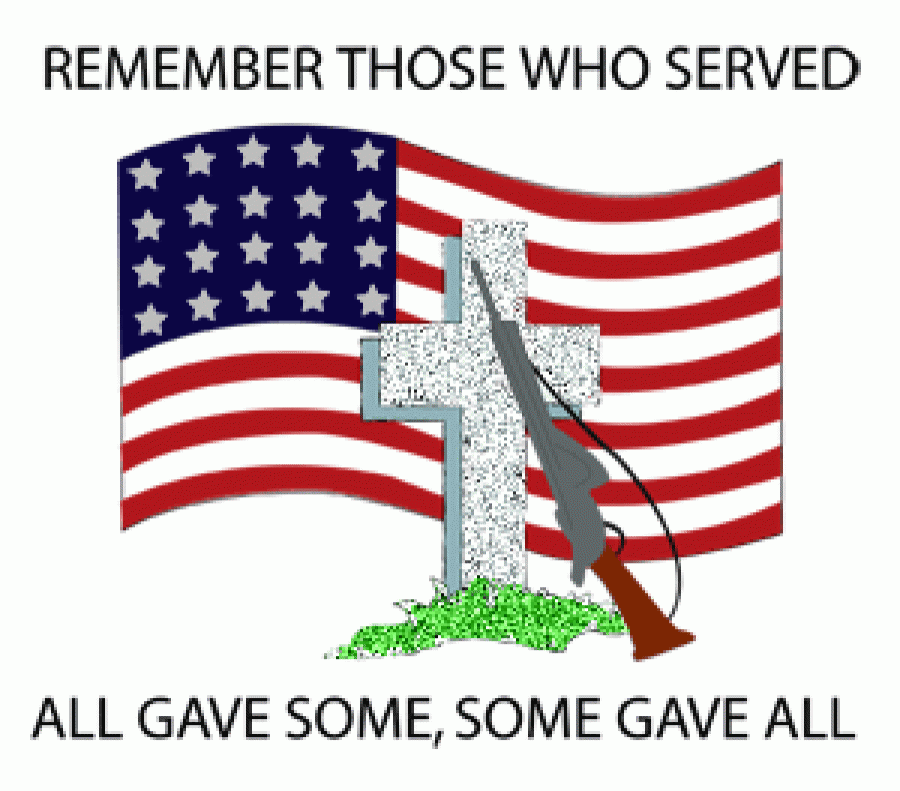 REMEMBER THOSE WHO SERVED
ALL GAVE SOME, SOME GAVE ALL